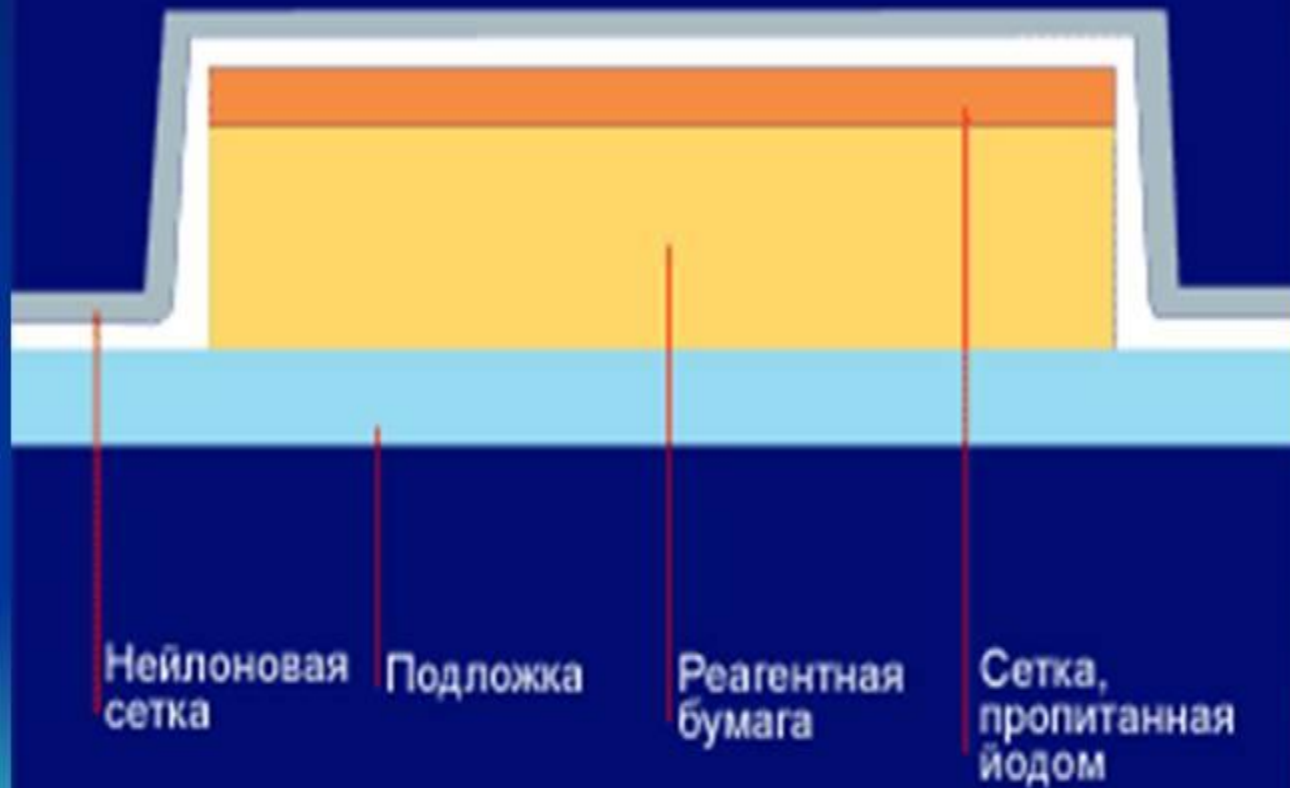 Нейлоновая
сетка
Подложка
Реагентная
бумага
Сетка,
пропитанная
йодом